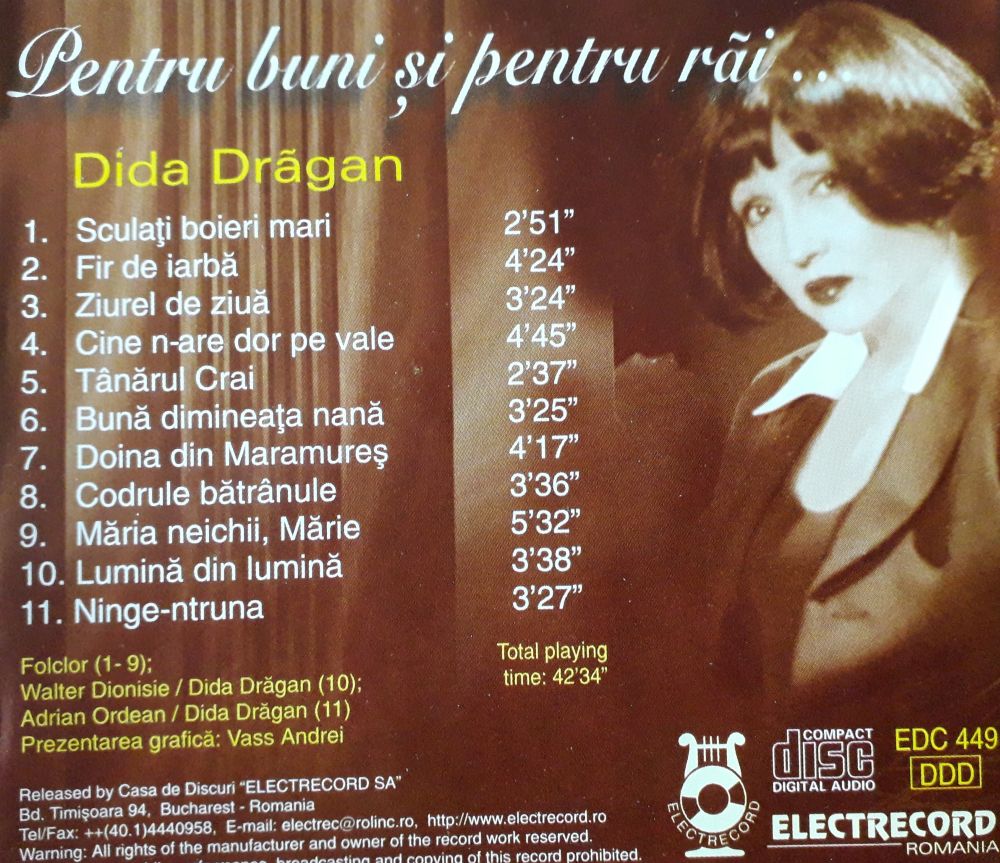 Pentru buni și pentru rãi ...
Dida Drãgan
1. Sculaţi boieri mari 2’51”
2. Fir de iarbă 4’24”
3. Ziurel de ziuă 3’24”
4. Cine n-are dor pe vale 4’45”
5. Tânărul Crai 2’37”
6. Bună dimineaţa nană 3’25”
7. Doina din Maramureş 4’17”
8. Codrule bătrânule 3’36”
9. Măria neichii, Mărie 5’32”
10. Lumină din lumină 3’38”
11. Ninge-ntruna 3’27”
Folclor (1- 9);
Walter Dionisie / Dida Drăgan (10);
Adrian Ordean / Dida Drăgan (11)
Prezentarea grafică: Vass Andrei
Total playing
time: 42’34”
Released by Casa de Discuri “ELECTRECORD SA”
Bd. Timişoara 94, Bucharest - Romania
Tel/Fax: ++(40.1)4440958, E-mail: electrec@rolinc.ro, http://www.electrecord.ro
Warning: All rights of the manufacturer and owner of the record work reserved.
broadcasting and copying of this record prohibited.
ELECTRECORD
COMPACT
disc
DIGITAL AUDIO
EDC 449
DDD
ELECTRECORD
ROMANIA